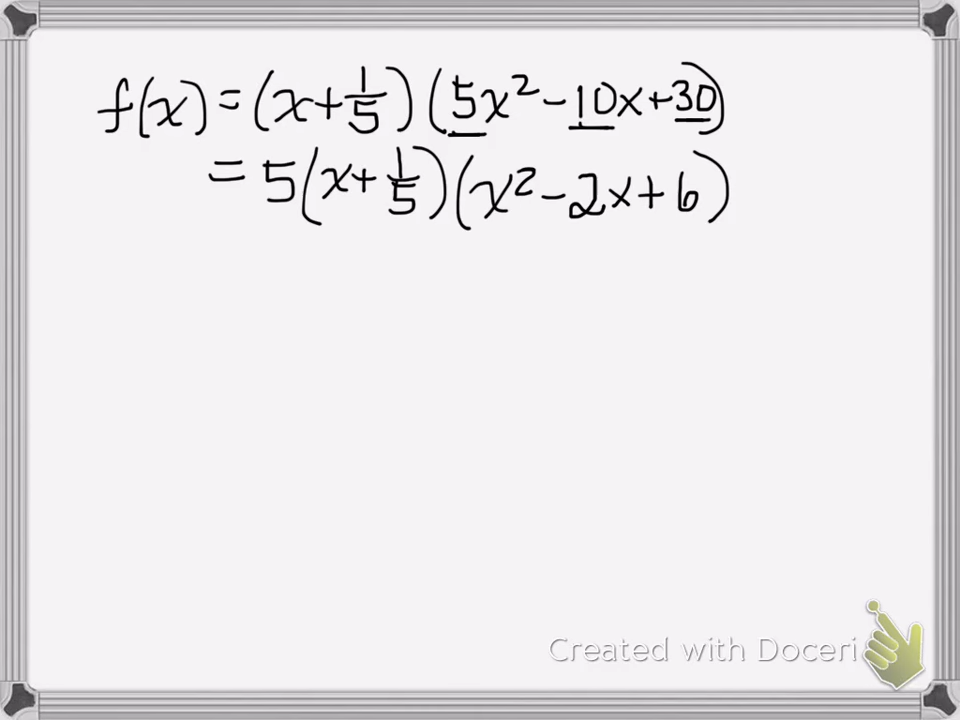 f(x) = (x + 1/5) (5x² - 10x + 30)
= 5(x + 1/5) (x² - 2x + 6)
Created with Doceri